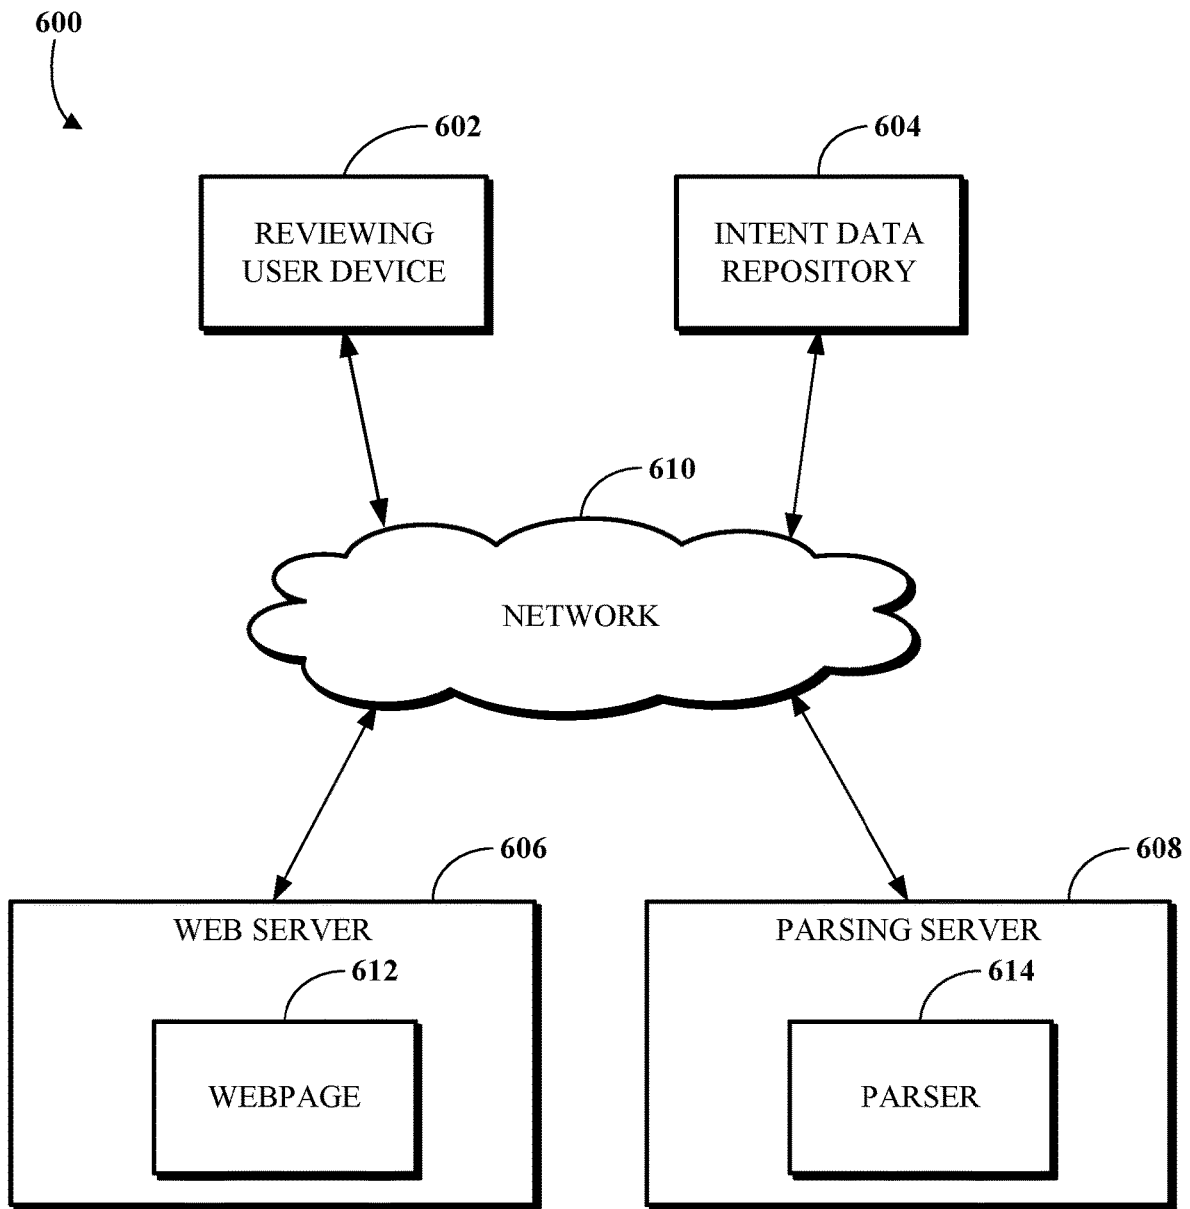 600
602
604
REVIEWING
USER DEVICE
INTENT DATA
REPOSITORY
610
NETWORK
606
608
WEB SERVER
PARSING SERVER
612
614
WEBPAGE
PARSER